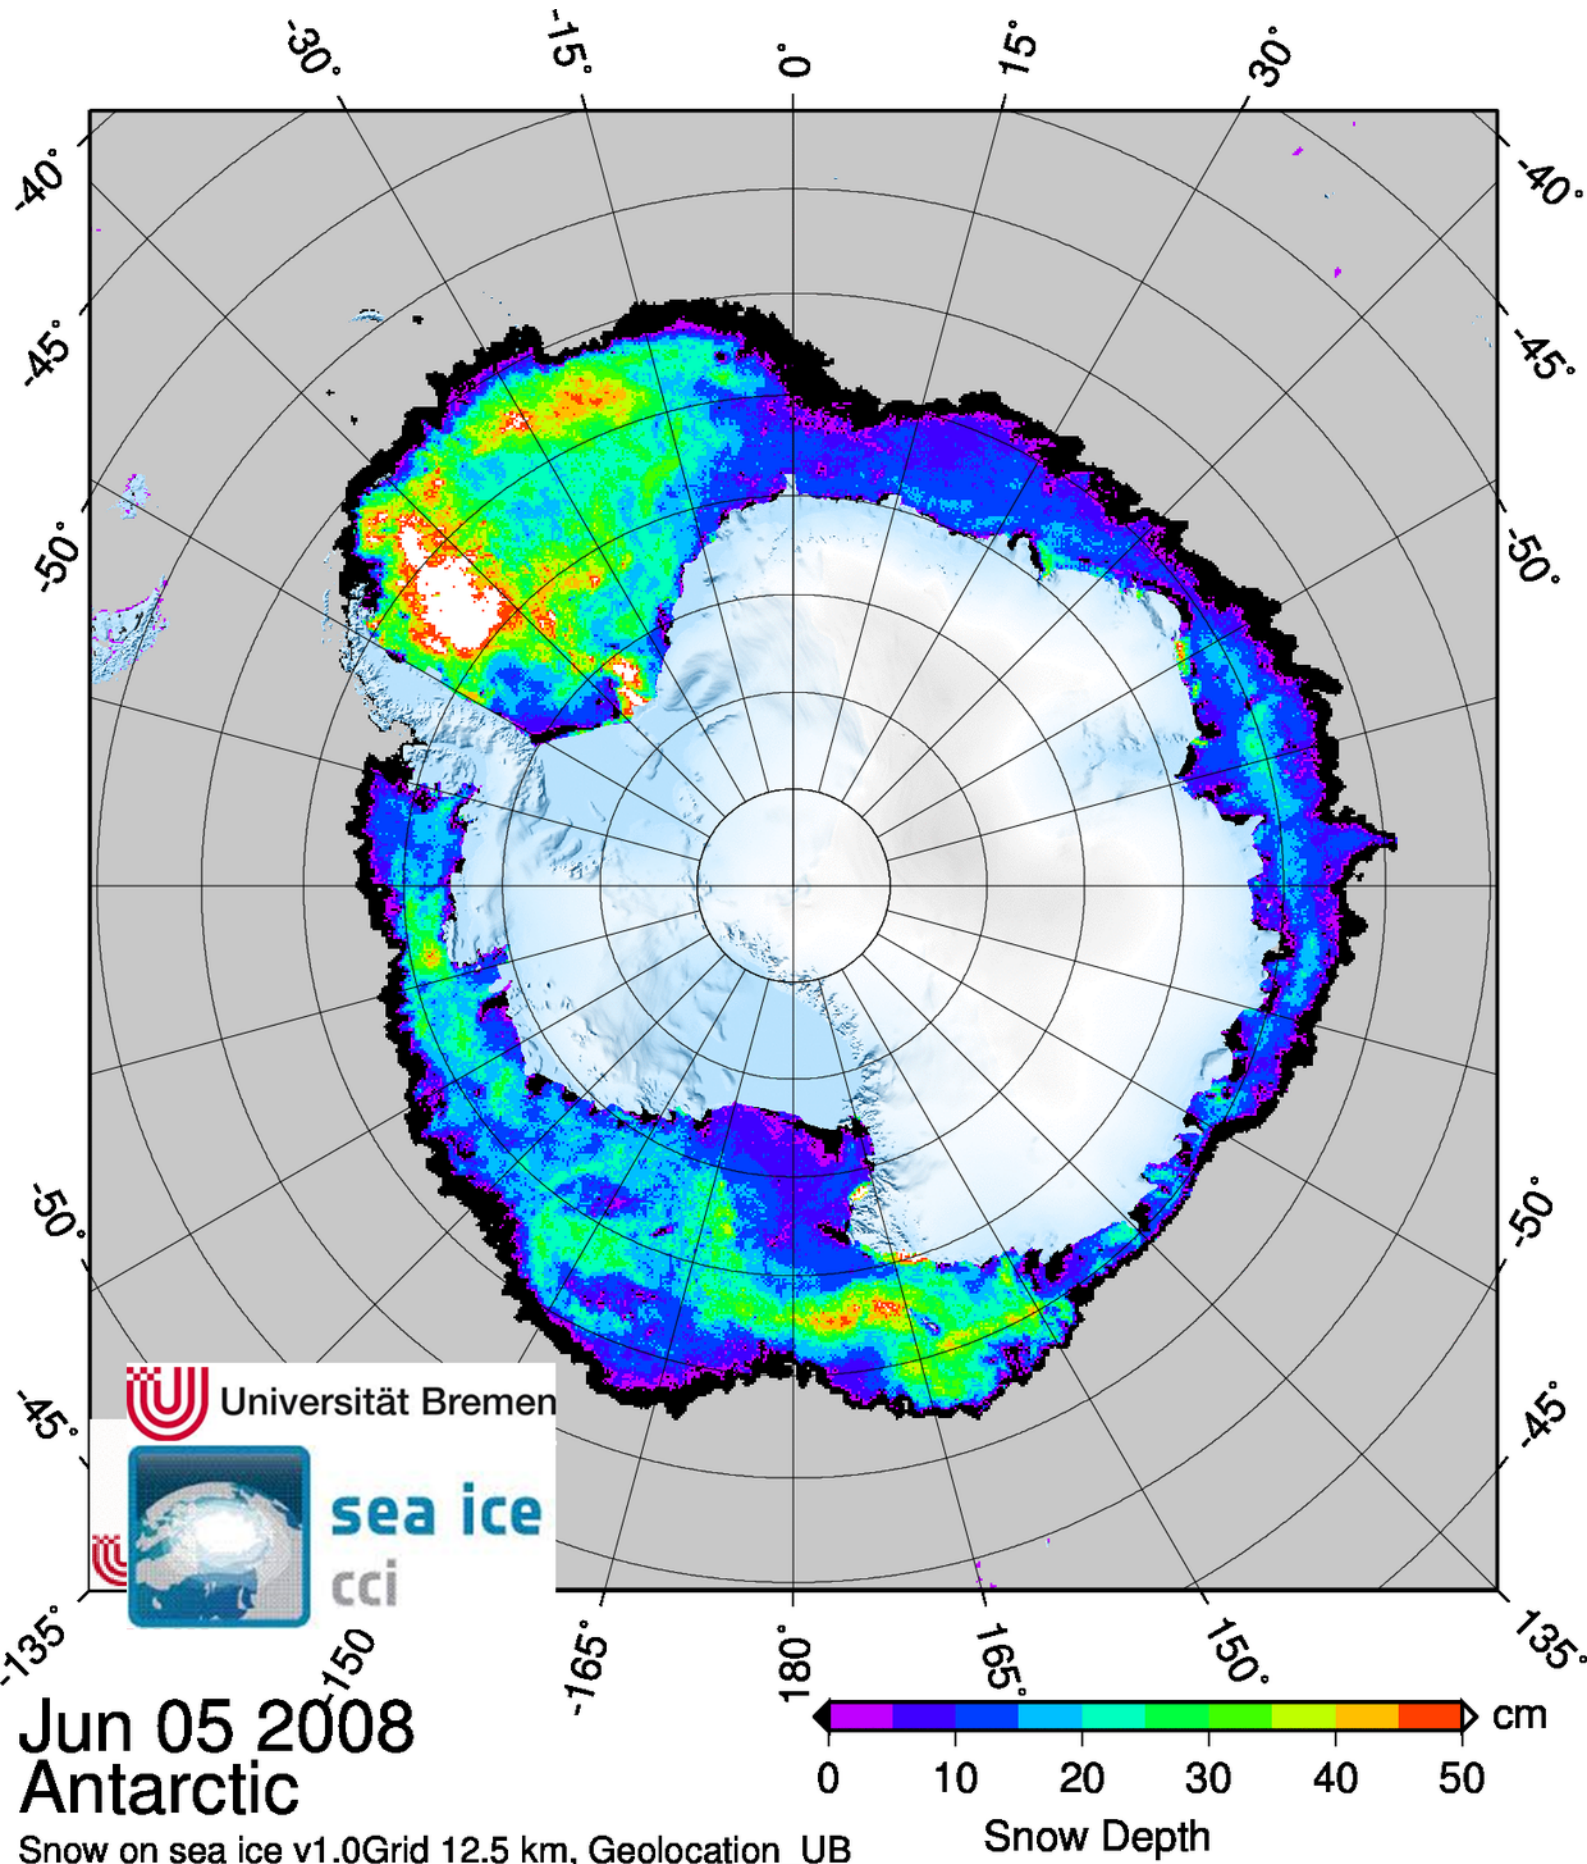 -30°
-15°
0°
15°
30°
-40°
-40°
-45°
-45°
-50°
-50°
-50°
-50°
-45°
-45°
Universität Bremen
sea ice
cci
-135°
-150
-165°
180°
165°
150°
135°
Jun 05 2008
Antarctic
Snow on sea ice v1.0Grid 12.5 km, Geolocation UB
cm
0 10 20 30 40 50
Snow Depth